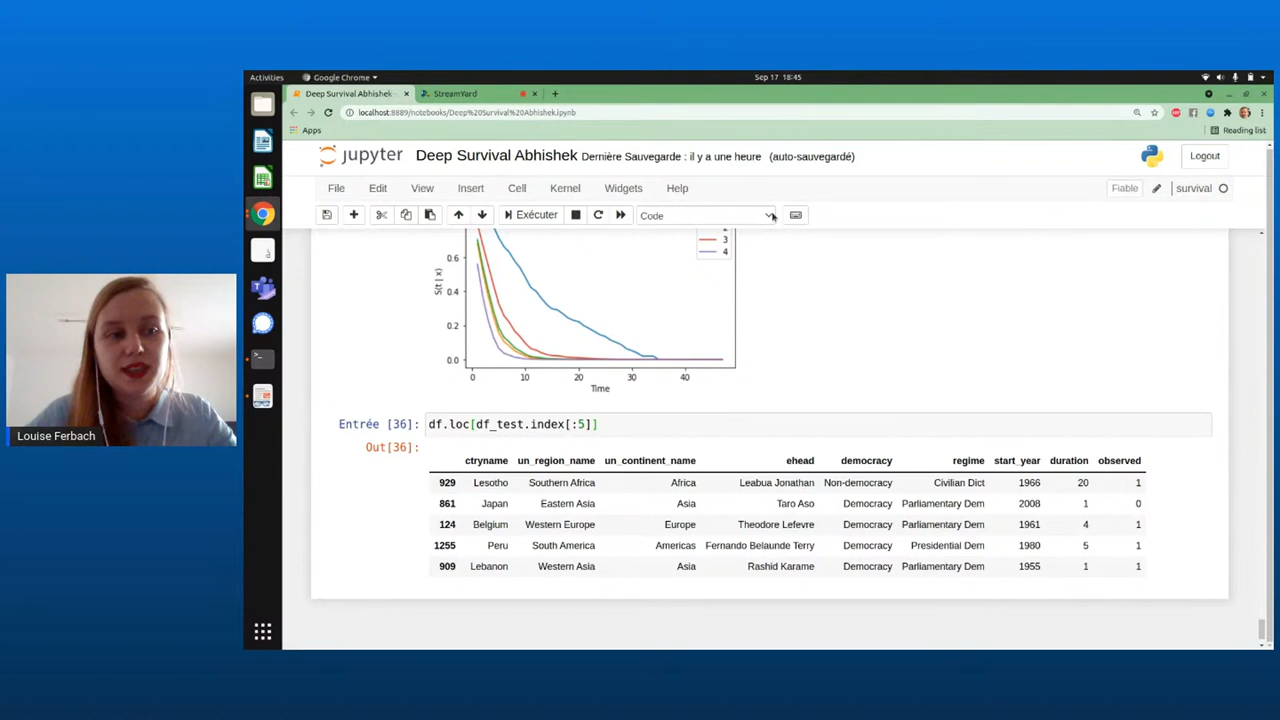 Activities
Google Chrome ▾
Sep 17 18:45
Deep Survival Abhishek -
StreamYard
localhost:8889/notebooks/Deep%20Survival%20Abhishek.ipynb
Apps
Reading list
jupyter
Deep Survival Abhishek
Dernière Sauvegarde : il y a une heure (auto-sauvegardé)
Logout
File
Edit
View
Insert
Cell
Kernel
Widgets
Help
Fiable
survival
Exécuter
Code
3
4
0.6
0.4
0.2
0.0
S(t | x)
0 10 20 30 40
Time
Entrée [36]: df.loc[df_test.index[:5]]
Out[36]:
ctryname un_region_name un_continent_name ehead democracy regime start_year duration observed
929 Lesotho Southern Africa Africa Leabua Jonathan Non-democracy Civilian Dict 1966 20 1
861 Japan Eastern Asia Asia Taro Aso Democracy Parliamentary Dem 2008 1 0
124 Belgium Western Europe Europe Theodore Lefevre Democracy Parliamentary Dem 1961 4 1
1255 Peru South America Americas Fernando Belaunde Terry Democracy Presidential Dem 1980 5 1
909 Lebanon Western Asia Asia Rashid Karame Democracy Parliamentary Dem 1955 1 1
Louise Ferbach